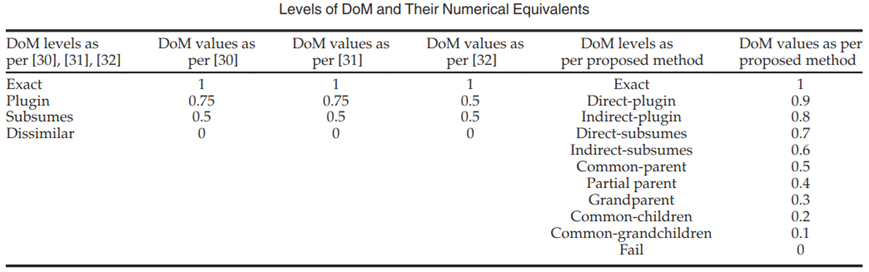 Levels of DoM and Their Numerical Equivalents
DoM levels as DoM values as DoM values as DoM values as DoM levels as DoM values as per
per [30], [31], [32] per [30] per [31] per [32] per proposed method proposed method
Exact 1 1 1 Exact 1
Plugin 0.75 0.75 0.5 Direct-plugin 0.9
Subsumes 0.5 0.5 0.5 Indirect-plugin 0.8
Dissimilar 0 0 0 Direct-subsumes 0.7
Indirect-subsumes 0.6
Common-parent 0.5
Partial parent 0.4
Grandparent 0.3
Common-children 0.2
Common-grandchildren 0.1
Fail 0